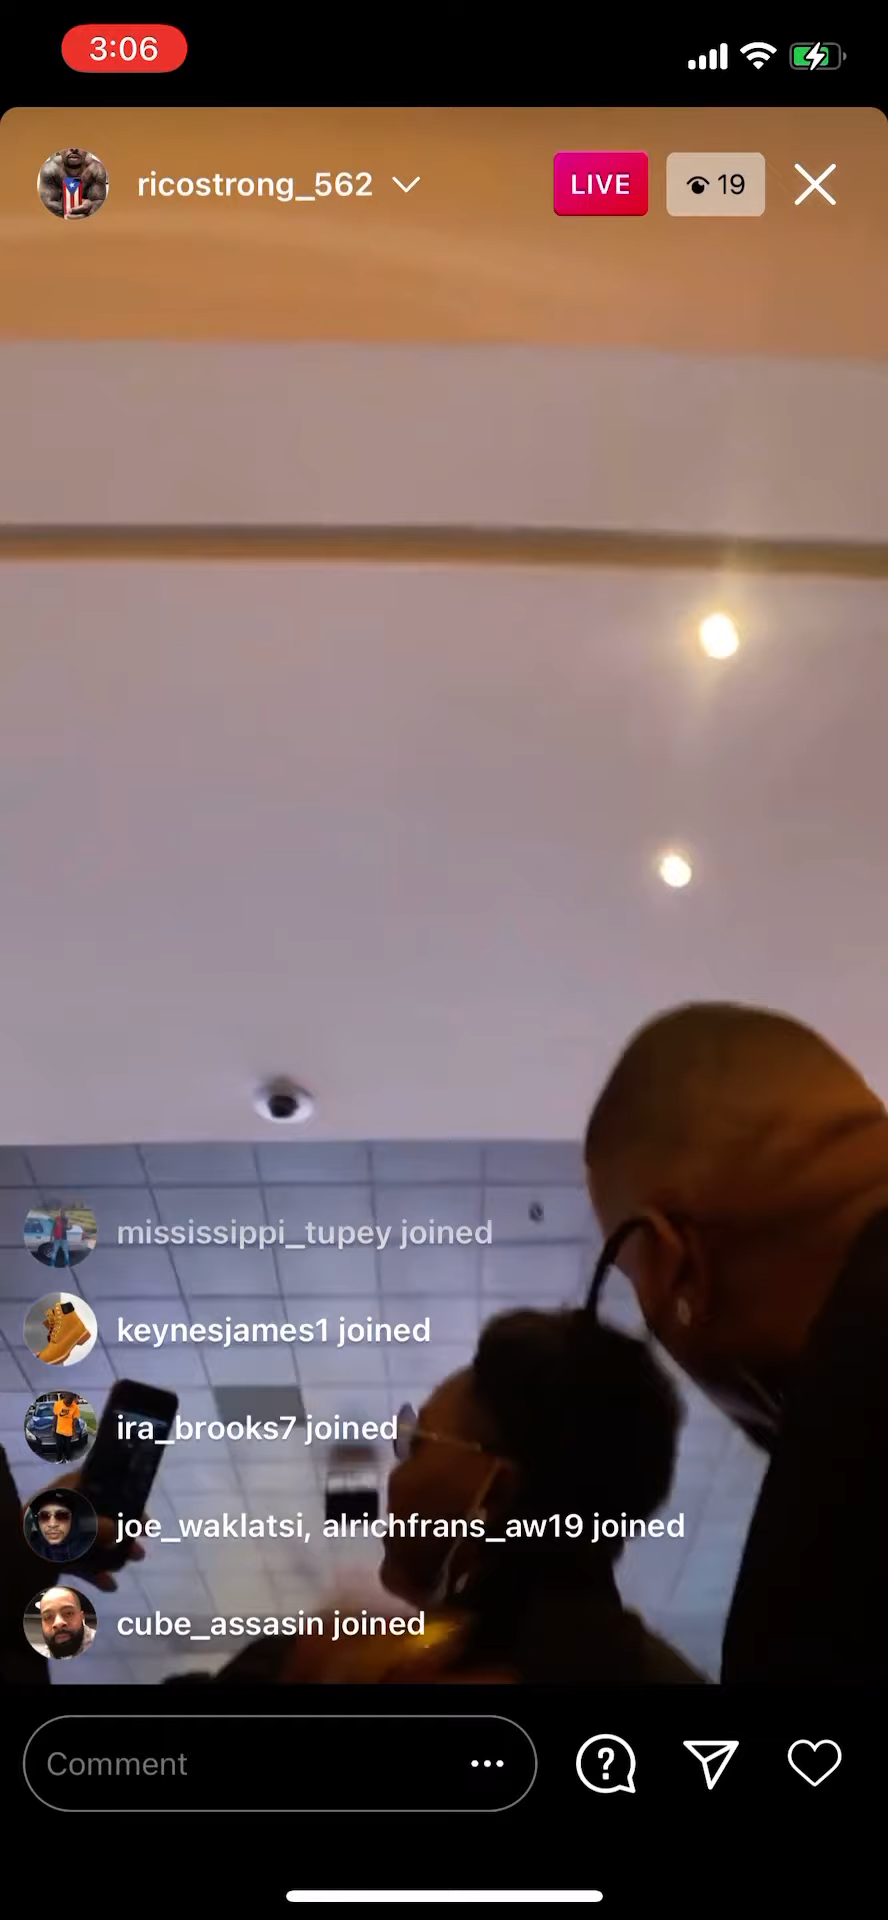 3:06
ricostrong_562
LIVE
19
mississippi_tupey joined
keynesjames1 joined
ira_brooks7 joined
joe_waklatsi, alrichfrans_aw19 joined
cube_assasin joined
Comment